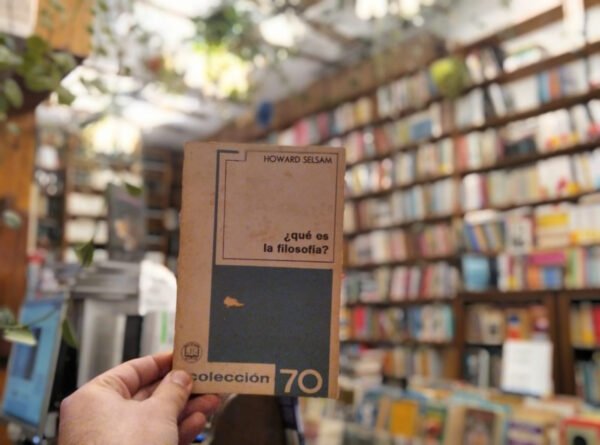 HOWARD SELSAM
¿qué es
la filosofía?
colección 70